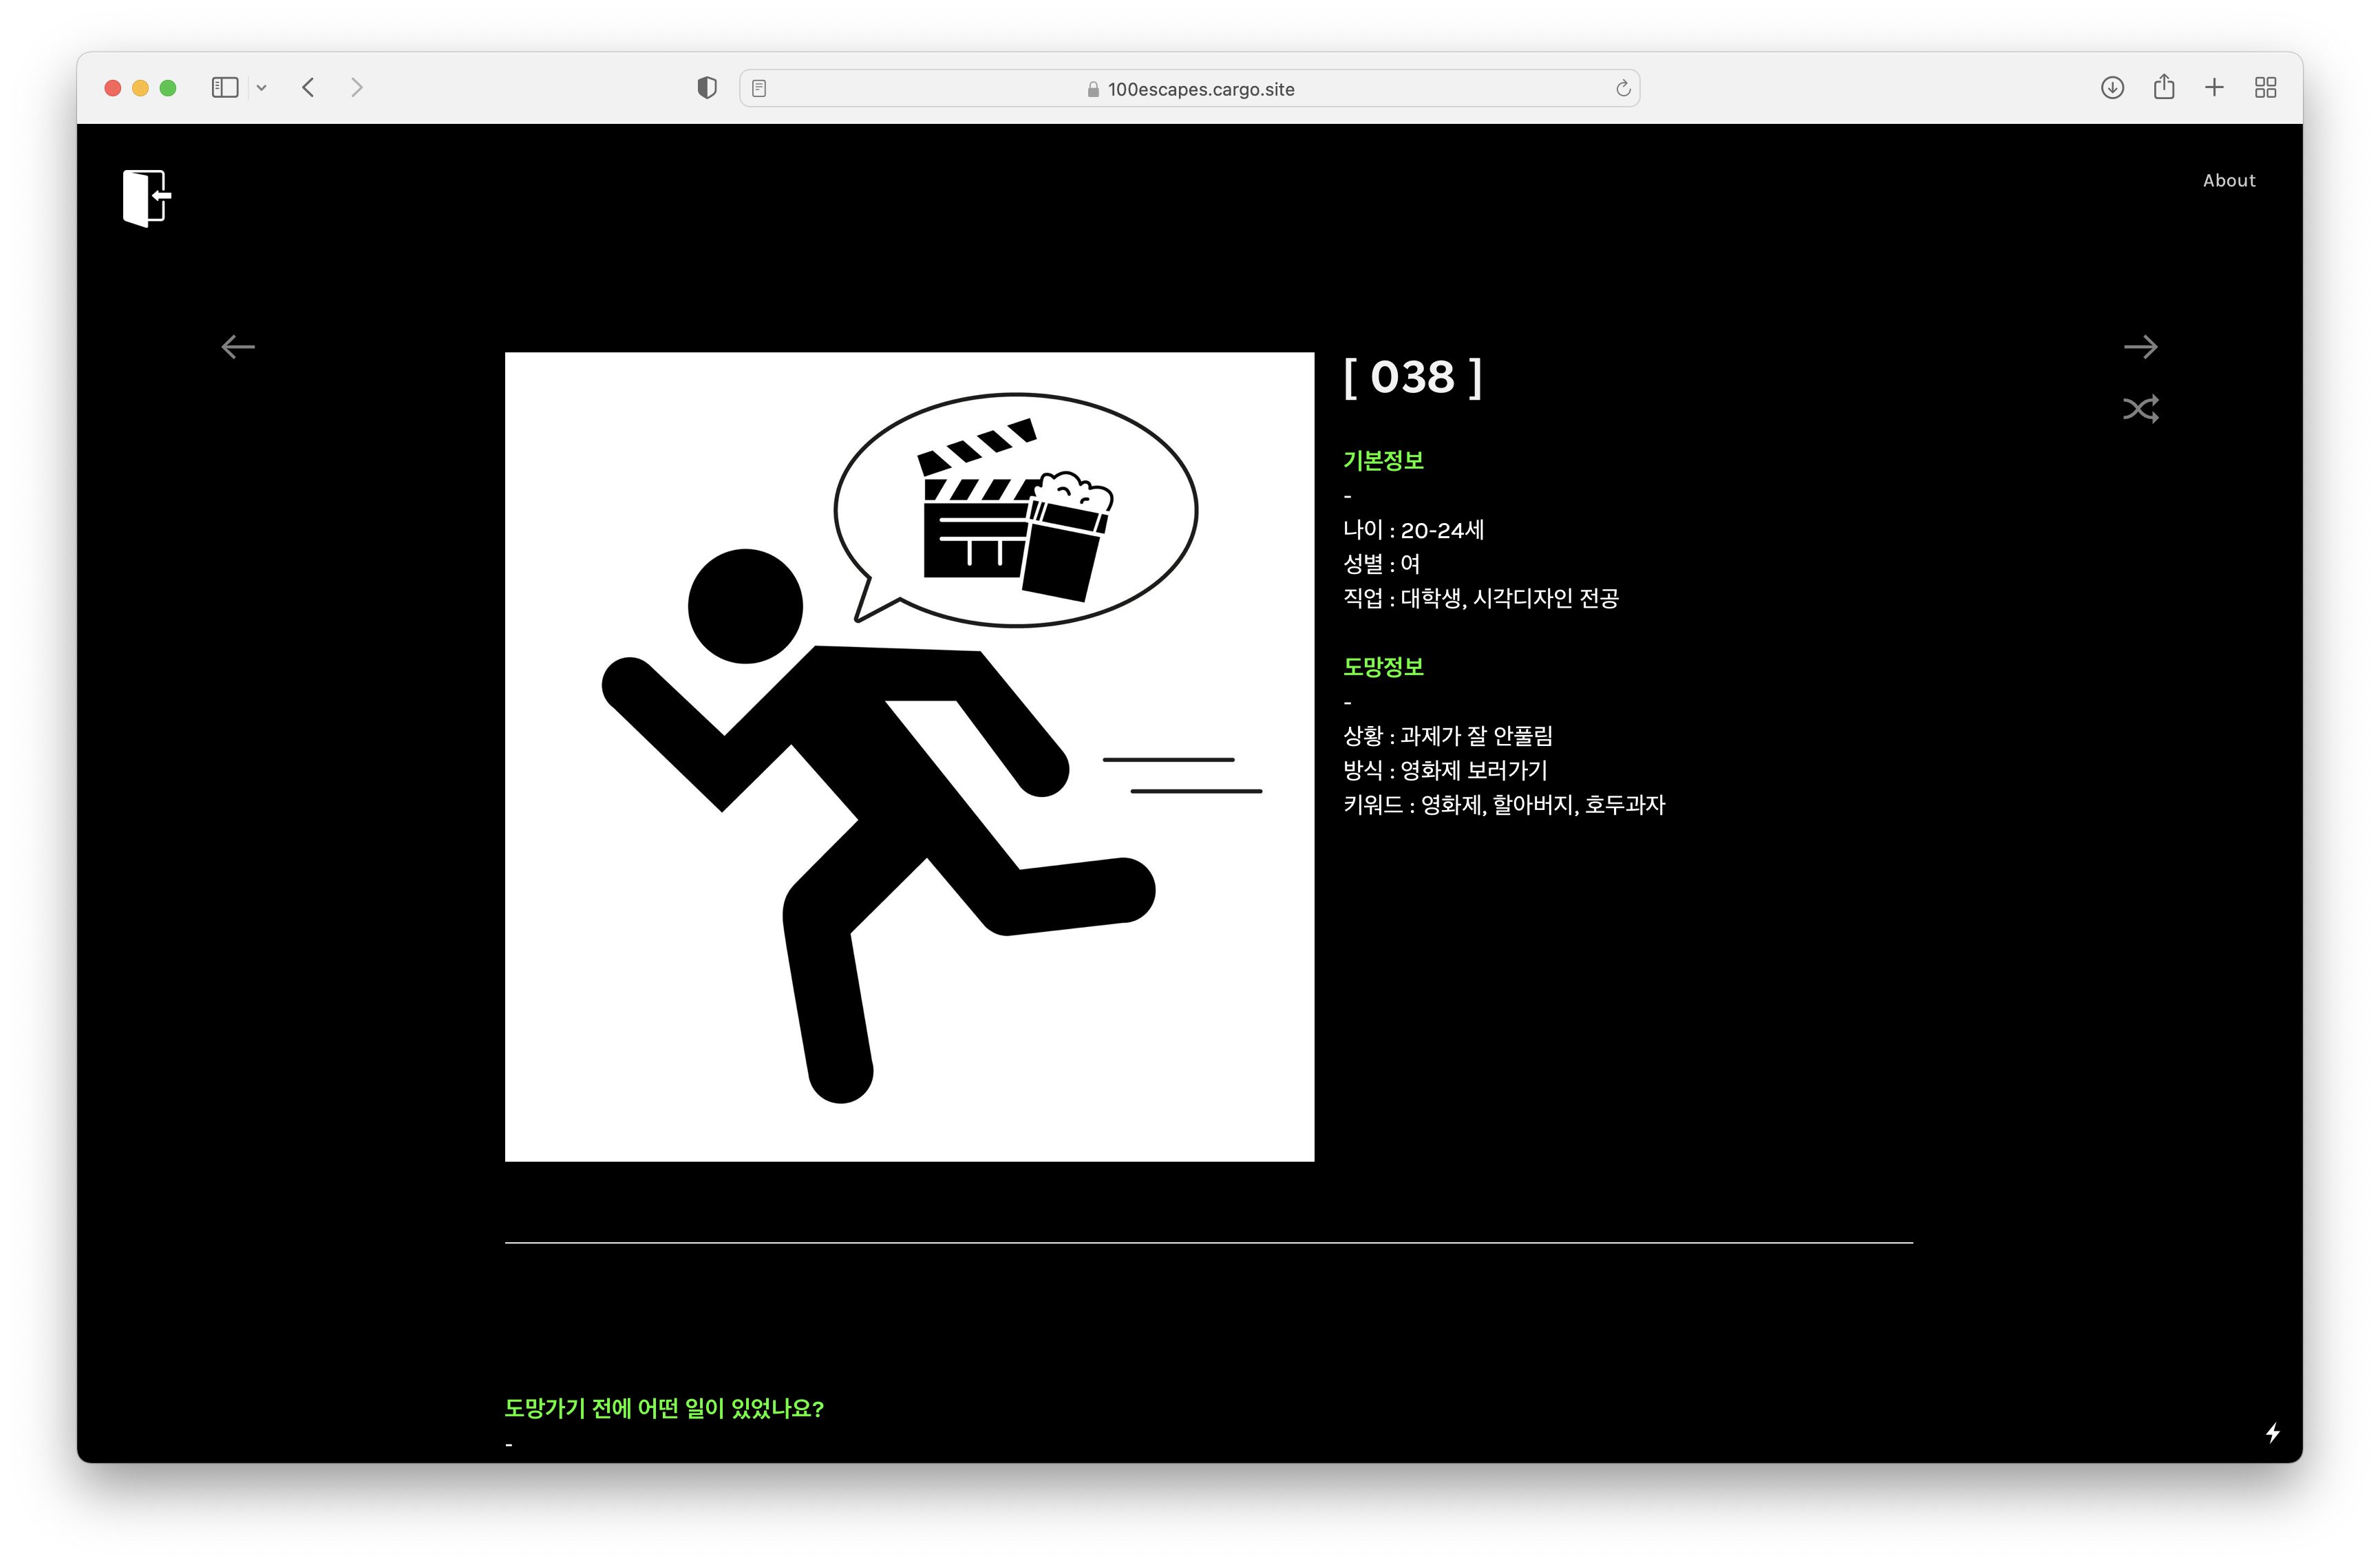 100escapes.cargo.site
About
[ 038 ]
기본정보
-
나이 : 20-24세
성별 : 여
직업 : 대학생, 시각디자인 전공
도망정보
-
상황 : 과제가 잘 안풀림
방식 : 영화제 보러가기
키워드 : 영화제, 할아버지, 호두과자
도망가기 전에 어떤 일이 있었나요?
-